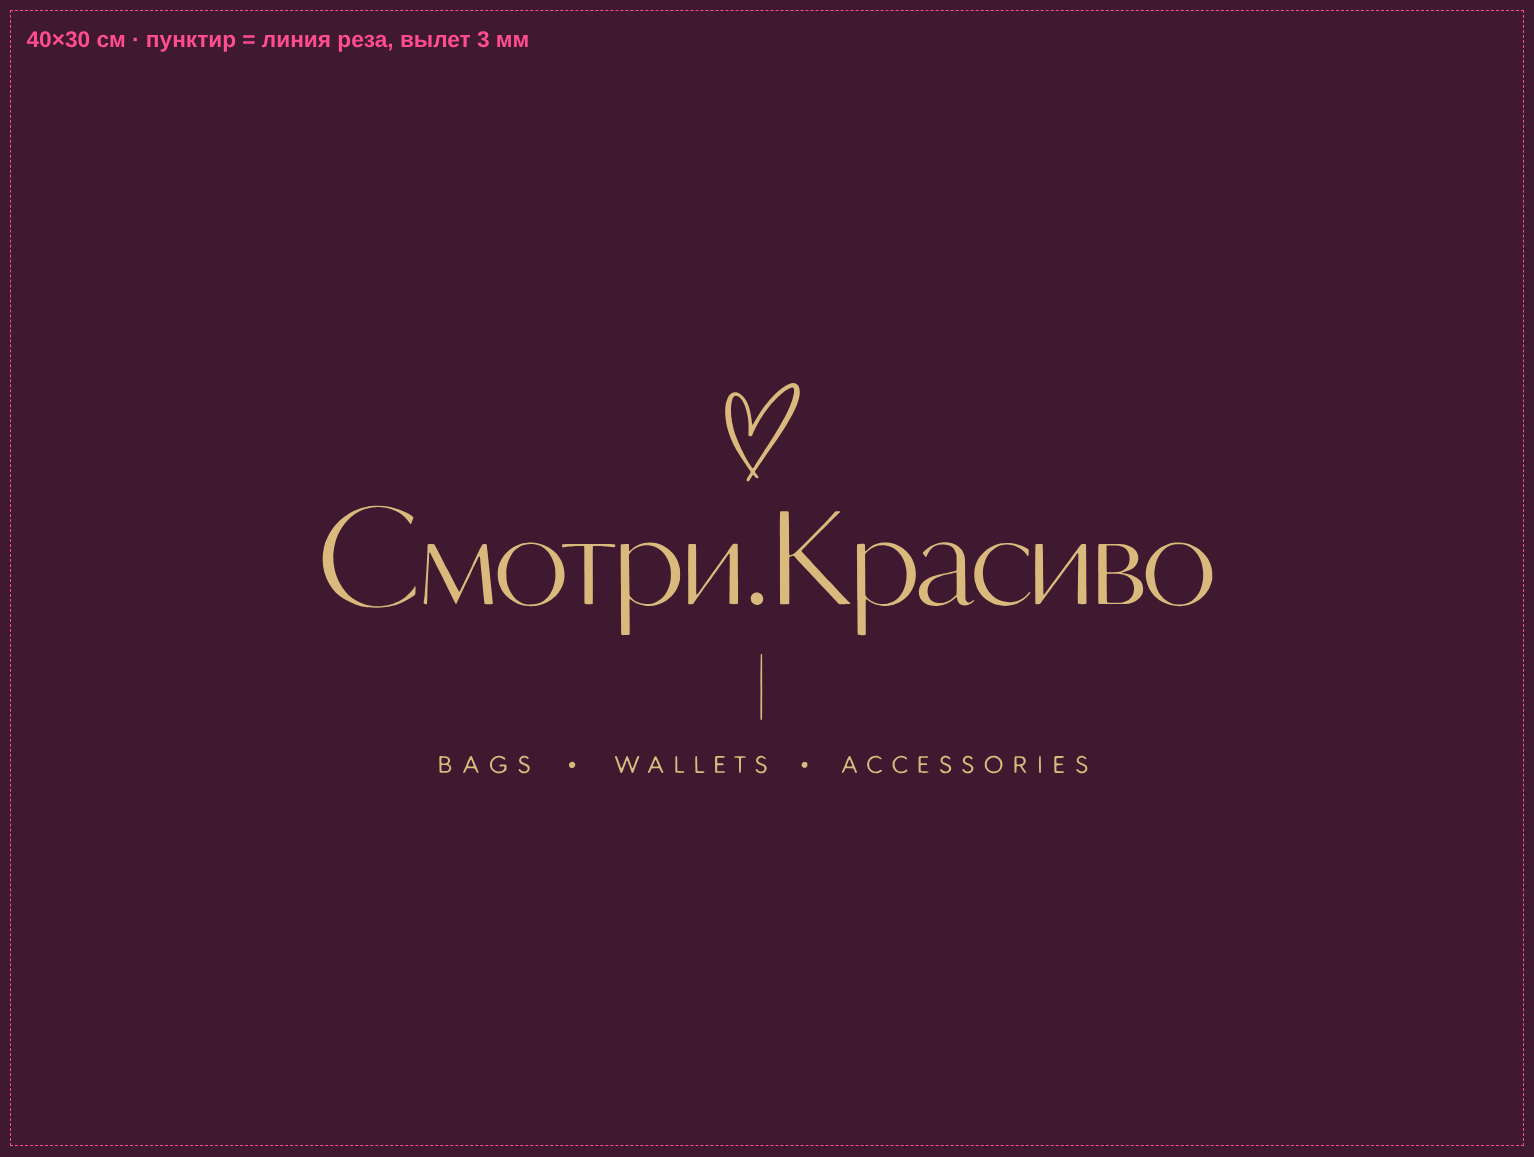 40×30 см · пунктир = линия реза, вылет 3 мм
Смотри.Красиво
BAGS • WALLETS • ACCESSORIES